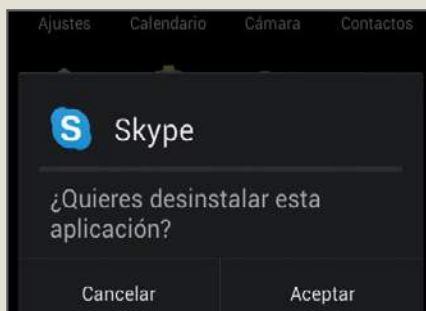 Ajustes Calendario Cámara Contactos
Skype
¿Quieres desinstalar esta
aplicación?
Cancelar Aceptar